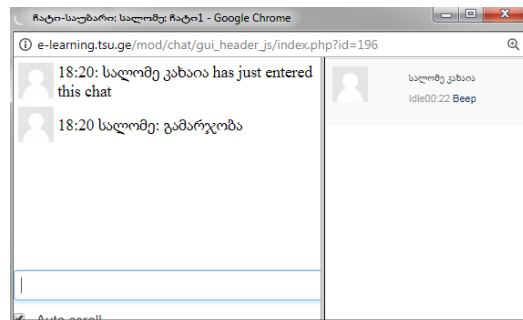 ჩატი-საუბარი: სალომე: ჩატი1 - Google Chrome
e-learning.tsu.ge/mod/chat/gui_header_js/index.php?id=196
18:20: სალომე კახაია has just entered
this chat
18:20 სალომე: გამარჯობა
სალომე კახაია
Idle00:22 Beep
Auto scroll